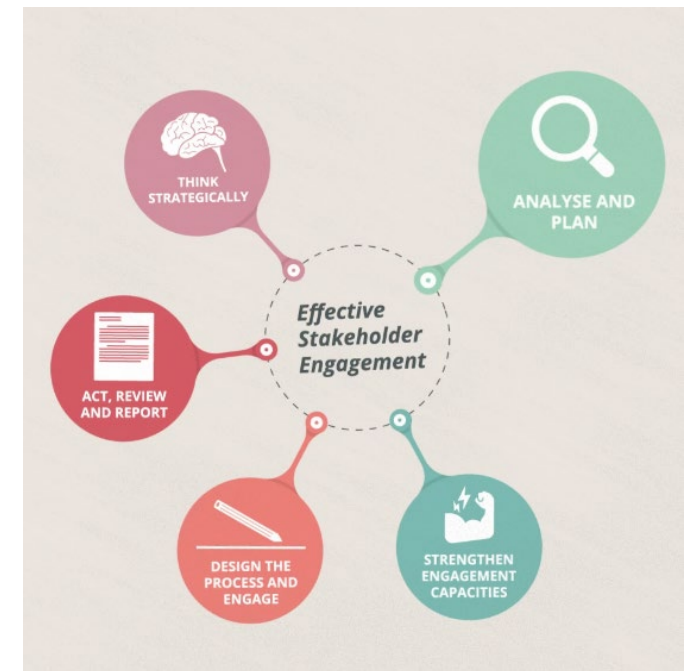 THINK
STRATEGICALLY
ANALYSE AND
PLAN
Effective
Stakeholder
Engagement
ACT, REVIEW
AND REPORT
DESIGN THE
PROCESS AND
ENGAGE
STRENGTHEN
ENGAGEMENT
CAPACITIES